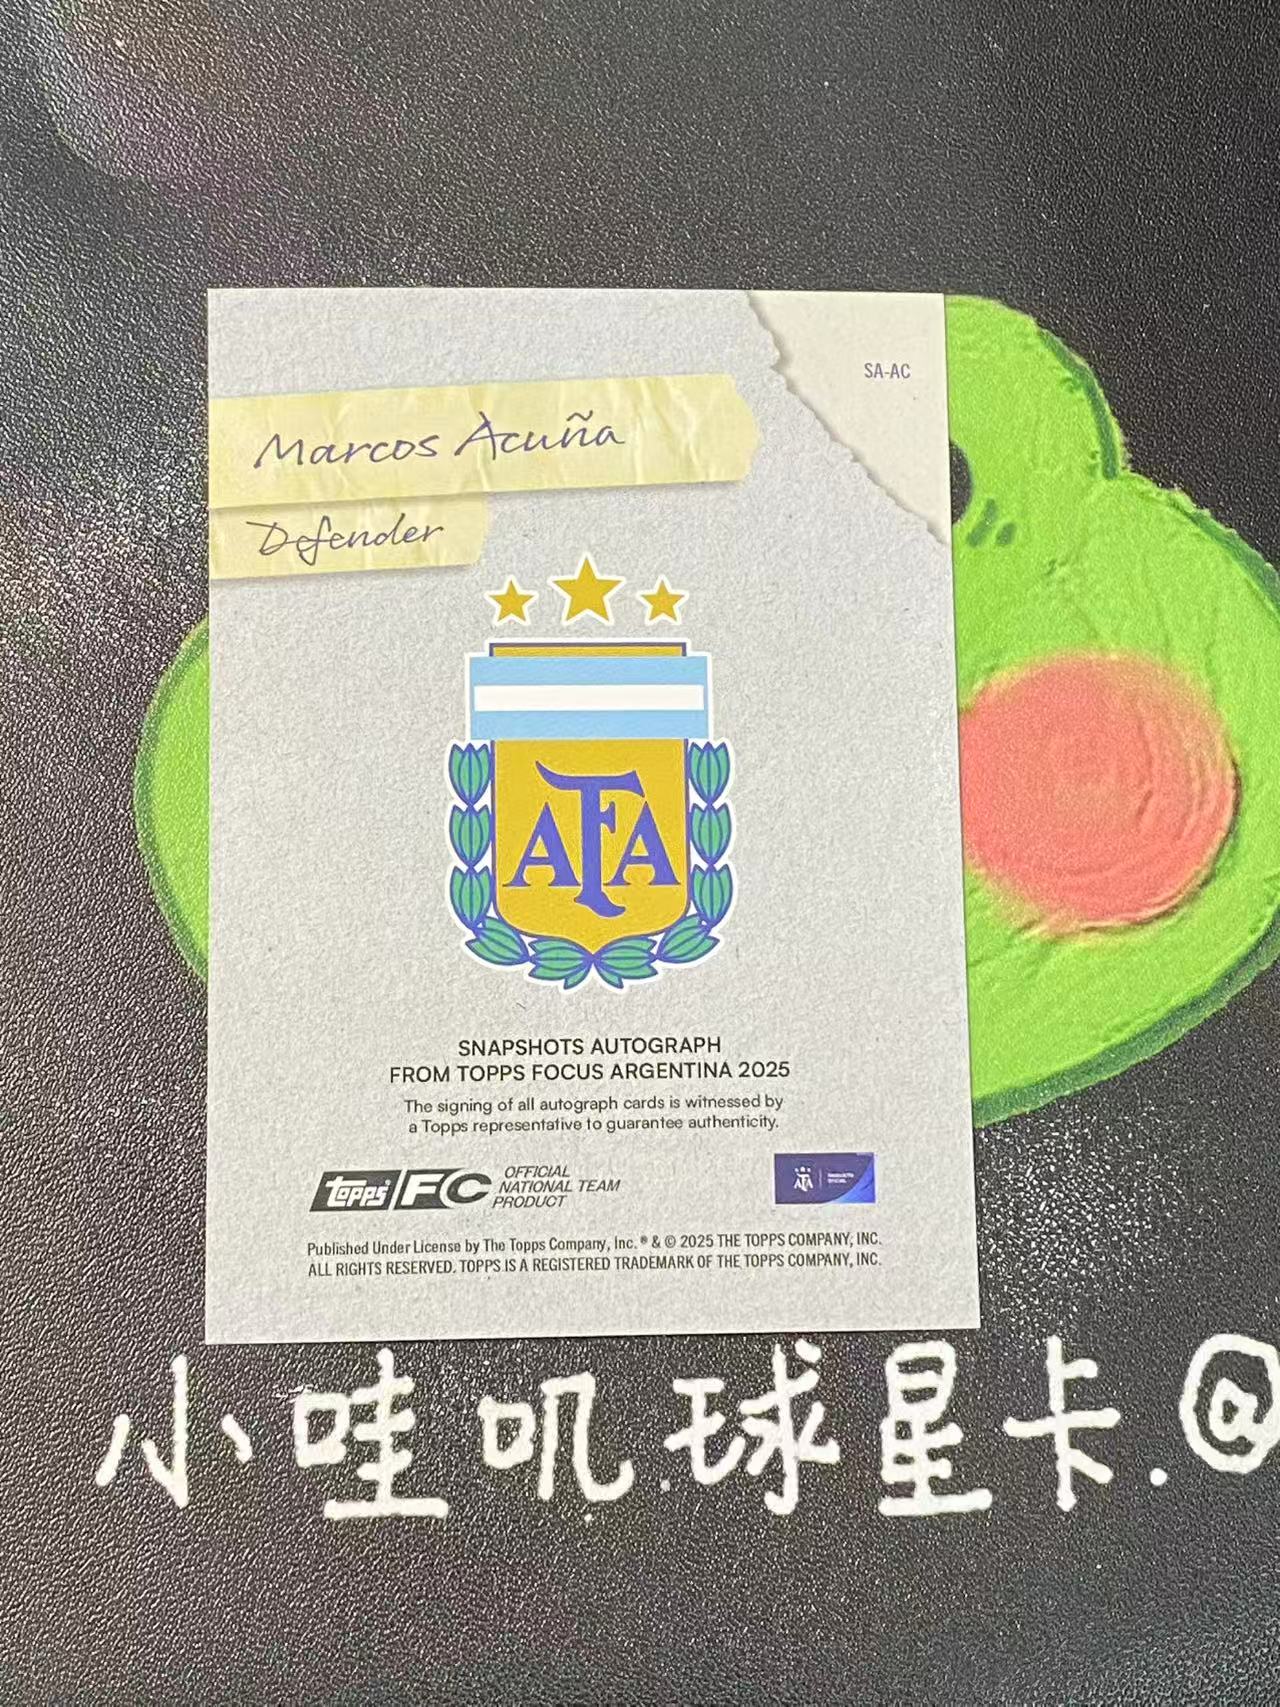 SA-AC
Marcos Acuña
Defender
AFA
SNAPSHOTS AUTOGRAPH
FROM TOPPS FOCUS ARGENTINA 2025
The signing of all autograph cards is witnessed by
a Topps representative to guarantee authenticity.
topps FC
OFFICIAL
NATIONAL TEAM
PRODUCT
AFA
PRODUCTO
OFICIAL
Published Under License by The Topps Company, Inc. ® & © 2025 THE TOPPS COMPANY, INC.
ALL RIGHTS RESERVED. TOPPS IS A REGISTERED TRADEMARK OF THE TOPPS COMPANY, INC.
小哇叽.球星卡.@